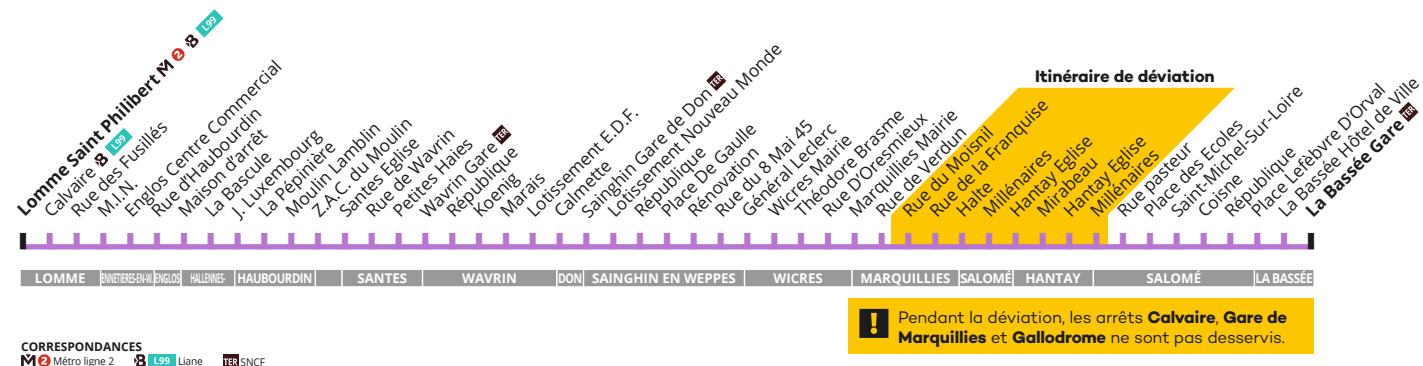 Itinéraire de déviation
Lomme Saint Philibert M 2 B L99
Calvaire B L99
Rue des Fusillés
M.I.N.
Englos Centre Commercial
Rue d'Haubourdin
Maison d'arrêt
La Bascule
J. Luxembourg
La Pépinière
Moulin Lamblin
Z.A.C. du Moulin
Santes Eglise
Rue de Wavrin
Petites Haies
Wavrin Gare TER
République
Koenig
Marais
Lotissement E.D.F.
Calmette
Sainghin Gare de Don TER
Lotissement Nouveau Monde
République
Place De Gaulle
Rénovation
Rue du 8 Mai 45
Général Leclerc
Wicres Mairie
Théodore Brasme
Rue D'Doresmieux
Marquillies Mairie
Rue de Verdun
Rue du Moisnil
Rue de la Franquise
Halte
Millénaires
Hantay Eglise
Mirabeau
Hantay Eglise
Millénaires
Rue pasteur
Place des Ecoles
Saint-Michel-Sur-Loire
Coisne
République
Place Lefèbvre D'Orval
La Bassée Hôtel de Ville
La Bassée Gare TER
LOMME ENNETIERES-EN-W. ENGLOS HALLENNES- HAUBOURDIN SANTES WAVRIN DON SAINGHIN EN WEPPES WICRES MARQUILLIES SALOMÉ HANTAY SALOMÉ LA BASSÉE
! Pendant la déviation, les arrêts Calvaire, Gare de
Marquillies et Gallodrome ne sont pas desservis.
CORRESPONDANCES
M 2 Métro ligne 2 B L99 Liane TER SNCF